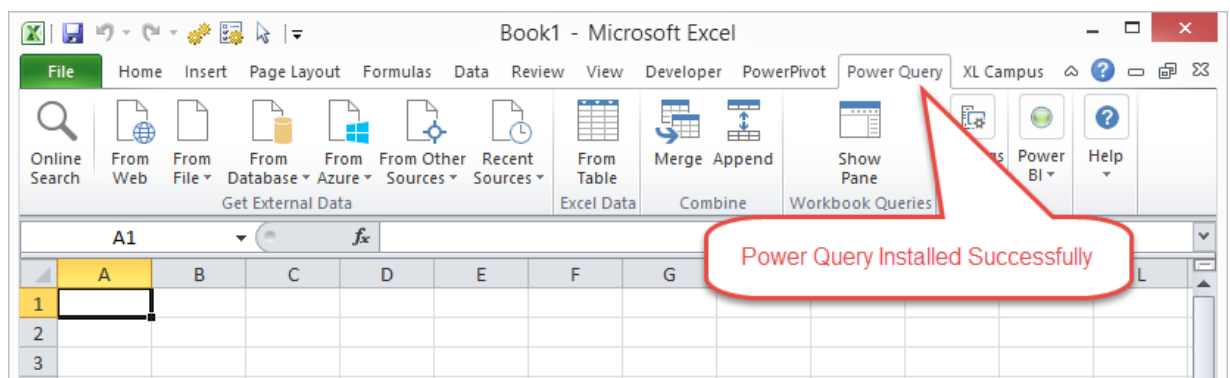 Book1 - Microsoft Excel
File Home Insert Page Layout Formulas Data Review View Developer PowerPivot Power Query XL Campus
Online Search
From Web
From File
From Database
From Azure
From Other Sources
Recent Sources
From Table
Merge
Append
Show Pane
Power BI
Help
Get External Data
Excel Data
Combine
Workbook Queries
Power Query Installed Successfully
A1
fx
A B C D E F G L
1
2
3